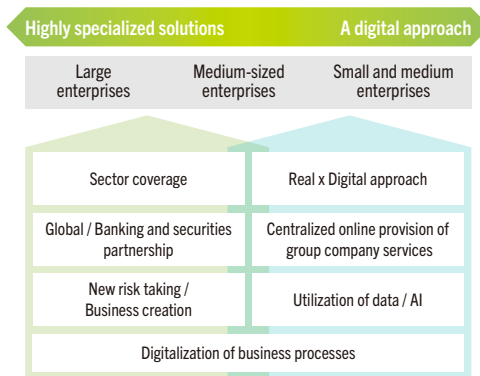 Highly specialized solutions
A digital approach
Large
enterprises
Medium-sized
enterprises
Small and medium
enterprises
Sector coverage
Real x Digital approach
Global / Banking and securities
partnership
Centralized online provision of
group company services
New risk taking /
Business creation
Utilization of data / AI
Digitalization of business processes